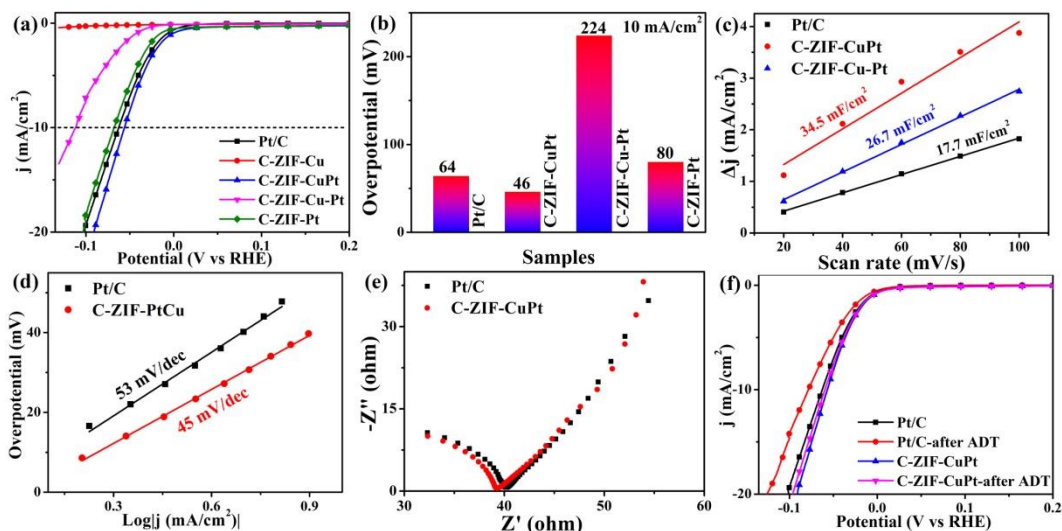 (a)
0
-10
-20
j (mA/cm²)
Pt/C
C-ZIF-Cu
C-ZIF-CuPt
C-ZIF-Cu-Pt
C-ZIF-Pt
-0.1 0.0 0.1 0.2
Potential (V vs RHE)
(b)
10 mA/cm²
200
100
0
Overpotential (mV)
64 46 224 80
Pt/C
C-ZIF-CuPt
C-ZIF-Cu-Pt
C-ZIF-Pt
Samples
(c)
Pt/C
C-ZIF-CuPt
C-ZIF-Cu-Pt
4
2
0
Δj (mA/cm²)
34.5 mF/cm²
26.7 mF/cm²
17.7 mF/cm²
20 40 60 80 100
Scan rate (mV/s)
(d)
Pt/C
C-ZIF-PtCu
40
20
0
Overpotential (mV)
53 mV/dec
45 mV/dec
0.3 0.6 0.9
Log|j (mA/cm²)|
(e)
Pt/C
C-ZIF-CuPt
30
15
0
-Z'' (ohm)
30 40 50 60
Z' (ohm)
(f)
0
-10
-20
j (mA/cm²)
Pt/C
Pt/C-after ADT
C-ZIF-CuPt
C-ZIF-CuPt-after ADT
-0.1 0.0 0.1 0.2
Potential (V vs RHE)